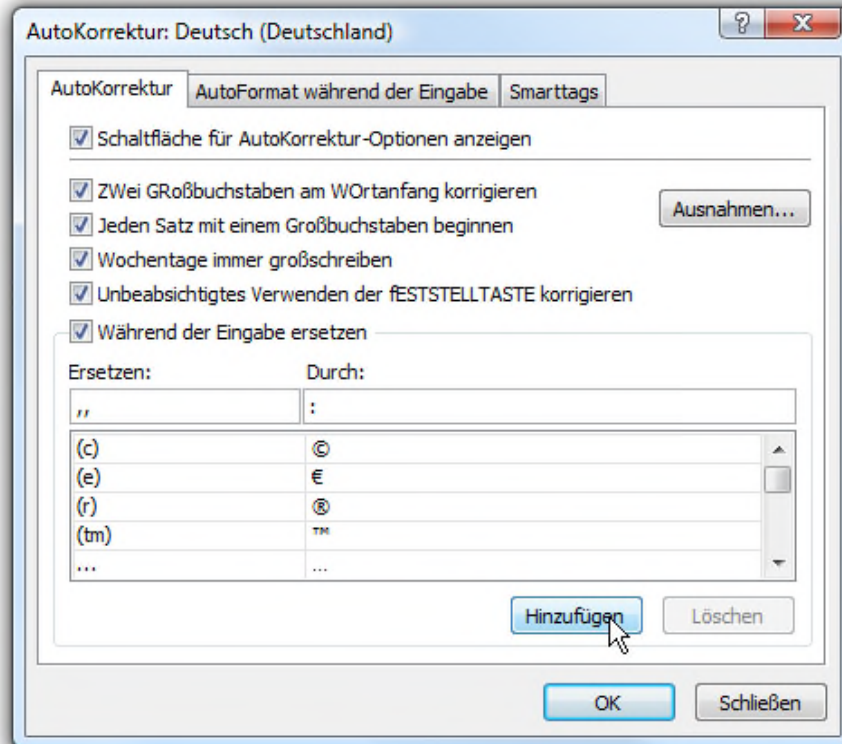 AutoKorrektur: Deutsch (Deutschland)
AutoKorrektur AutoFormat während der Eingabe Smarttags
Schaltfläche für AutoKorrektur-Optionen anzeigen
ZWei GRoßbuchstaben am WOrtanfang korrigieren
Ausnahmen...
Jeden Satz mit einem Großbuchstaben beginnen
Wochentage immer großschreiben
Unbeabsichtigtes Verwenden der fESTSTELLTASTE korrigieren
Während der Eingabe ersetzen
Ersetzen: Durch:
,, :
(c) ©
(e) €
(r) ®
(tm) ™
... …
Hinzufügen Löschen
OK Schließen